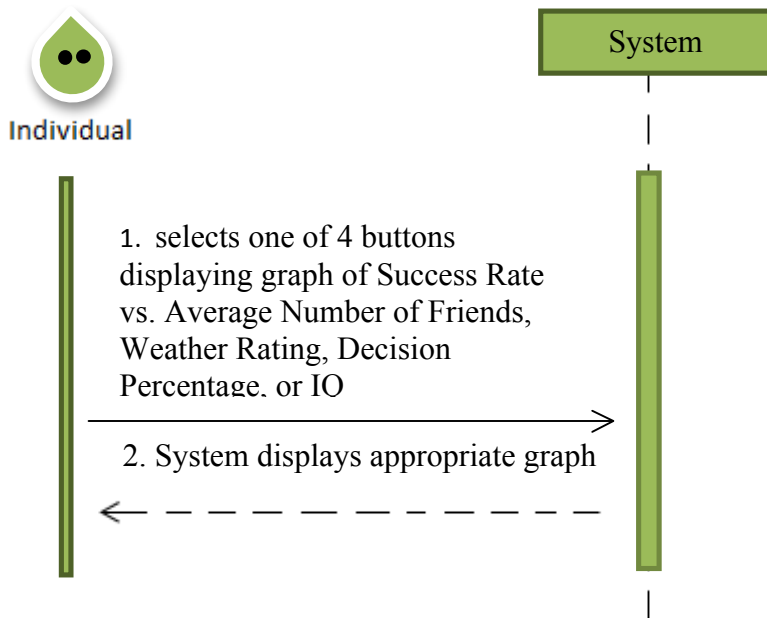 System
Individual
1. selects one of 4 buttons
displaying graph of Success Rate
vs. Average Number of Friends,
Weather Rating, Decision
Percentage, or IQ
2. System displays appropriate graph